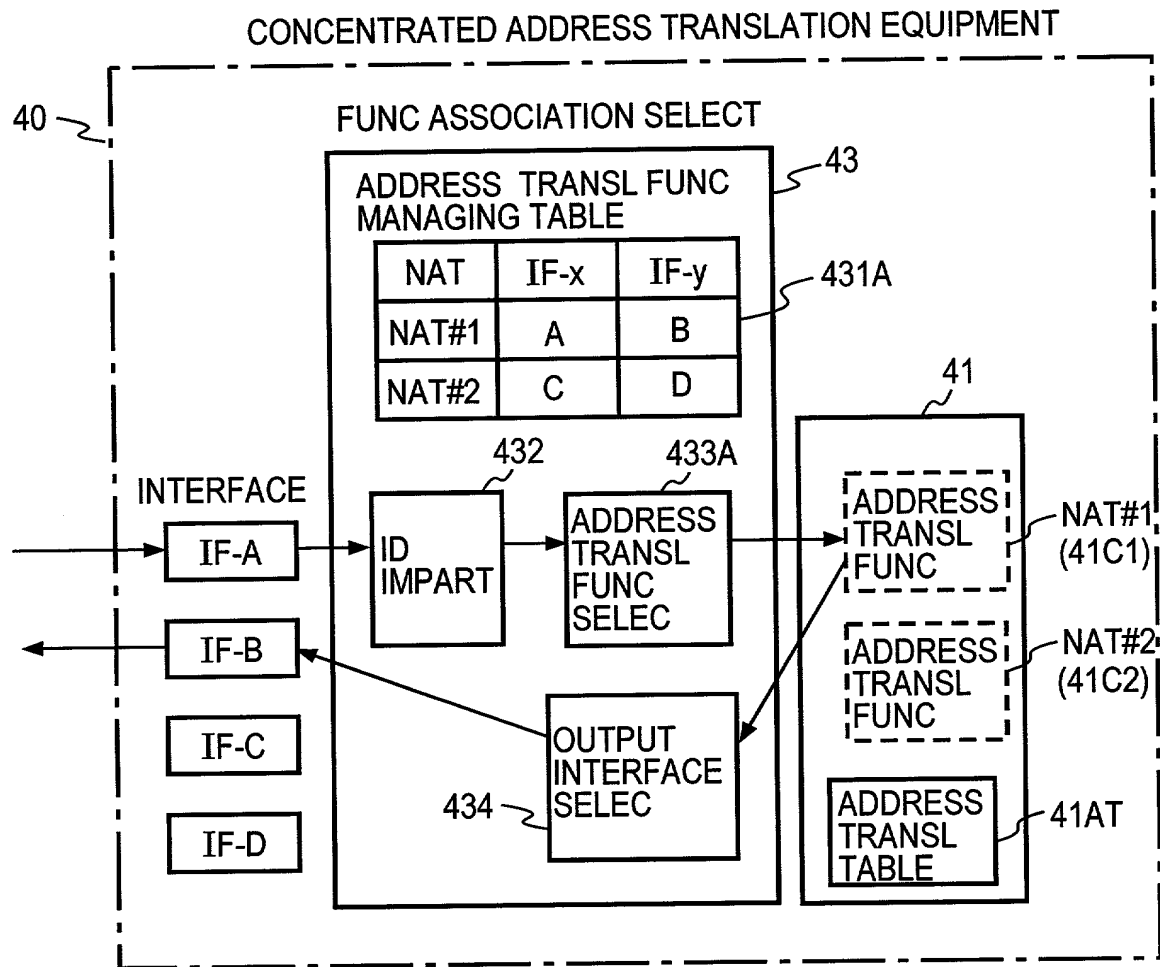 CONCENTRATED ADDRESS TRANSLATION EQUIPMENT
40
FUNC ASSOCIATION SELECT
43
ADDRESS TRANSL FUNC
MANAGING TABLE
NAT IF-x IF-y
NAT#1 A B
NAT#2 C D
431A
41
432
433A
INTERFACE
IF-A
IF-B
IF-C
IF-D
ID
IMPART
ADDRESS
TRANSL
FUNC
SELEC
ADDRESS
TRANSL
FUNC
NAT#1
(41C1)
ADDRESS
TRANSL
FUNC
NAT#2
(41C2)
OUTPUT
INTERFACE
SELEC
434
ADDRESS
TRANSL
TABLE
41AT